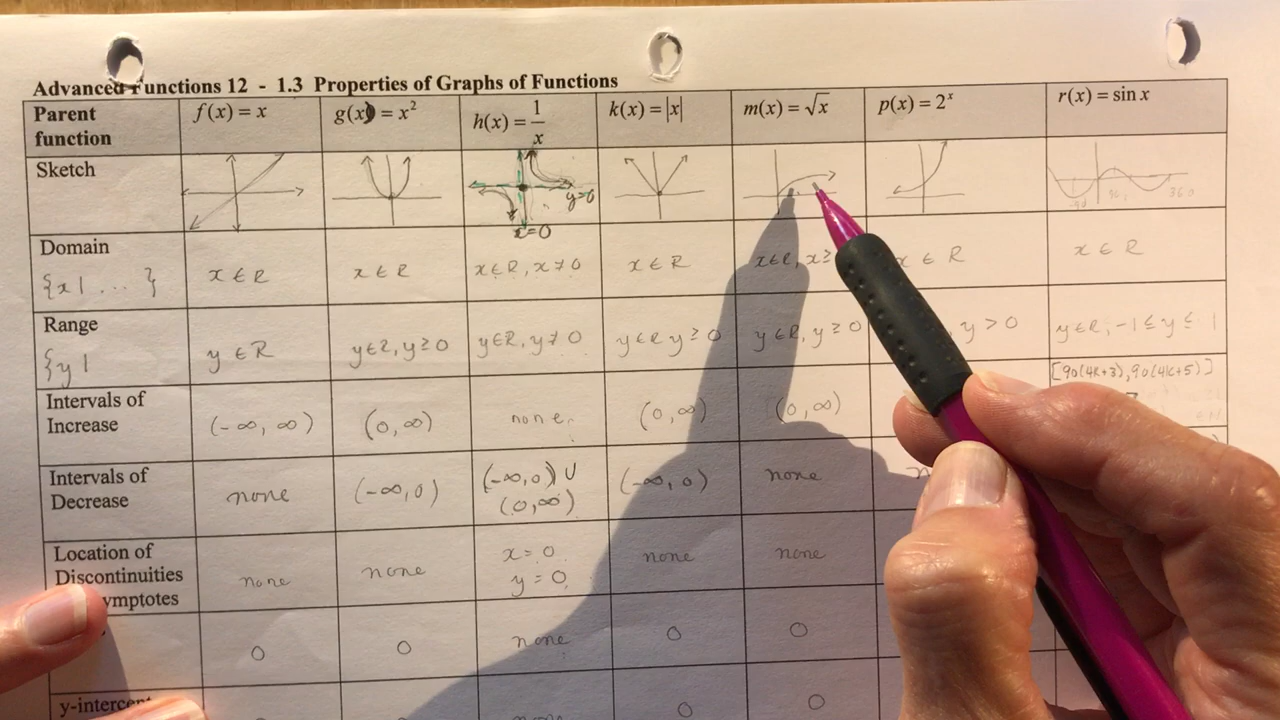 Advanced Functions 12 - 1.3 Properties of Graphs of Functions
Parent function f(x) = x g(x) = x² h(x) = 1/x k(x) = |x| m(x) = √x p(x) = 2ˣ r(x) = sin x
Sketch y=0 x=0 90 360
Domain
{x | ... } x ∈ R x ∈ R x ∈ R, x ≠ 0 x ∈ R x ∈ R, x ≥ x ∈ R x ∈ R
Range
{y | y ∈ R y ∈ R, y ≥ 0 y ∈ R, y ≠ 0 y ∈ R y ≥ 0 y ∈ R, y ≥ 0 , y > 0 y ∈ R, -1 ≤ y ≤ 1
Intervals of
Increase (-∞, ∞) (0, ∞) none (0, ∞) (0, ∞) [90(4k+3), 90(4k+5)]
Intervals of
Decrease none (-∞, 0) (-∞, 0) ∪ (0, ∞) (-∞, 0) none
Location of
Discontinuities
ymptotes none none x = 0 y = 0 none none
0 0 none 0 0
y-intercept 0 0